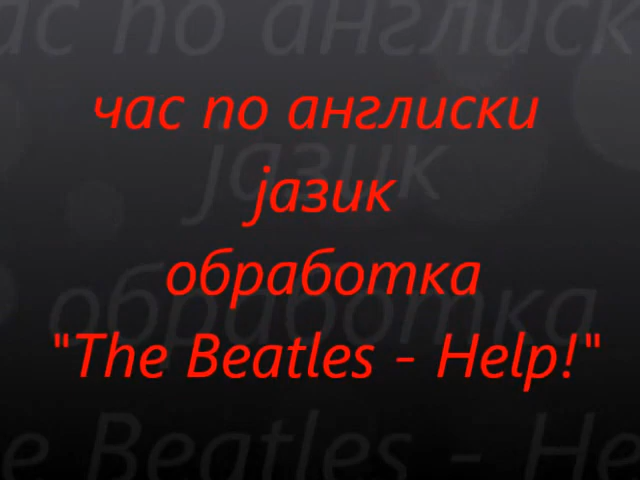 час по англиски
јазик
обработка
"The Beatles - Help!"